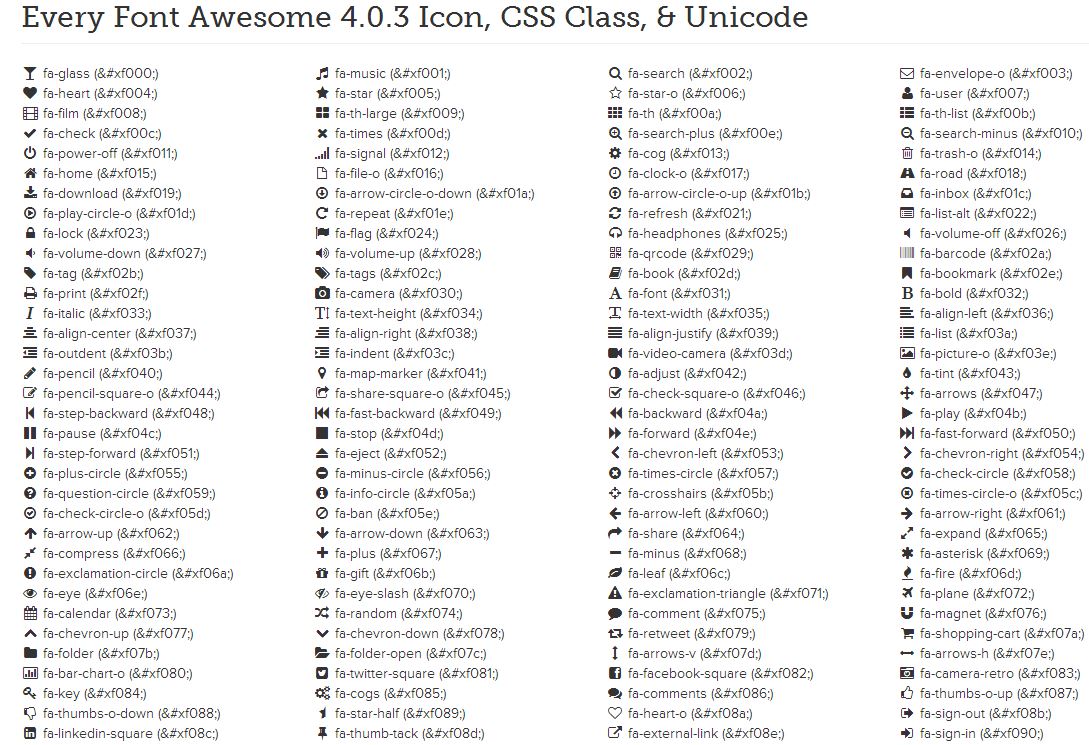 Every Font Awesome 4.0.3 Icon, CSS Class, & Unicode
fa-glass (&#xf000;) fa-music (&#xf001;) fa-search (&#xf002;) fa-envelope-o (&#xf003;)
fa-heart (&#xf004;) fa-star (&#xf005;) fa-star-o (&#xf006;) fa-user (&#xf007;)
fa-film (&#xf008;) fa-th-large (&#xf009;) fa-th (&#xf00a;) fa-th-list (&#xf00b;)
fa-check (&#xf00c;) fa-times (&#xf00d;) fa-search-plus (&#xf00e;) fa-search-minus (&#xf010;)
fa-power-off (&#xf011;) fa-signal (&#xf012;) fa-cog (&#xf013;) fa-trash-o (&#xf014;)
fa-home (&#xf015;) fa-file-o (&#xf016;) fa-clock-o (&#xf017;) fa-road (&#xf018;)
fa-download (&#xf019;) fa-arrow-circle-o-down (&#xf01a;) fa-arrow-circle-o-up (&#xf01b;) fa-inbox (&#xf01c;)
fa-play-circle-o (&#xf01d;) fa-repeat (&#xf01e;) fa-refresh (&#xf021;) fa-list-alt (&#xf022;)
fa-lock (&#xf023;) fa-flag (&#xf024;) fa-headphones (&#xf025;) fa-volume-off (&#xf026;)
fa-volume-down (&#xf027;) fa-volume-up (&#xf028;) fa-qrcode (&#xf029;) fa-barcode (&#xf02a;)
fa-tag (&#xf02b;) fa-tags (&#xf02c;) fa-book (&#xf02d;) fa-bookmark (&#xf02e;)
fa-print (&#xf02f;) fa-camera (&#xf030;) fa-font (&#xf031;) fa-bold (&#xf032;)
fa-italic (&#xf033;) fa-text-height (&#xf034;) fa-text-width (&#xf035;) fa-align-left (&#xf036;)
fa-align-center (&#xf037;) fa-align-right (&#xf038;) fa-align-justify (&#xf039;) fa-list (&#xf03a;)
fa-outdent (&#xf03b;) fa-indent (&#xf03c;) fa-video-camera (&#xf03d;) fa-picture-o (&#xf03e;)
fa-pencil (&#xf040;) fa-map-marker (&#xf041;) fa-adjust (&#xf042;) fa-tint (&#xf043;)
fa-pencil-square-o (&#xf044;) fa-share-square-o (&#xf045;) fa-check-square-o (&#xf046;) fa-arrows (&#xf047;)
fa-step-backward (&#xf048;) fa-fast-backward (&#xf049;) fa-backward (&#xf04a;) fa-play (&#xf04b;)
fa-pause (&#xf04c;) fa-stop (&#xf04d;) fa-forward (&#xf04e;) fa-fast-forward (&#xf050;)
fa-step-forward (&#xf051;) fa-eject (&#xf052;) fa-chevron-left (&#xf053;) fa-chevron-right (&#xf054;)
fa-plus-circle (&#xf055;) fa-minus-circle (&#xf056;) fa-times-circle (&#xf057;) fa-check-circle (&#xf058;)
fa-question-circle (&#xf059;) fa-info-circle (&#xf05a;) fa-crosshairs (&#xf05b;) fa-times-circle-o (&#xf05c;)
fa-check-circle-o (&#xf05d;) fa-ban (&#xf05e;) fa-arrow-left (&#xf060;) fa-arrow-right (&#xf061;)
fa-arrow-up (&#xf062;) fa-arrow-down (&#xf063;) fa-share (&#xf064;) fa-expand (&#xf065;)
fa-compress (&#xf066;) fa-plus (&#xf067;) fa-minus (&#xf068;) fa-asterisk (&#xf069;)
fa-exclamation-circle (&#xf06a;) fa-gift (&#xf06b;) fa-leaf (&#xf06c;) fa-fire (&#xf06d;)
fa-eye (&#xf06e;) fa-eye-slash (&#xf070;) fa-exclamation-triangle (&#xf071;) fa-plane (&#xf072;)
fa-calendar (&#xf073;) fa-random (&#xf074;) fa-comment (&#xf075;) fa-magnet (&#xf076;)
fa-chevron-up (&#xf077;) fa-chevron-down (&#xf078;) fa-retweet (&#xf079;) fa-shopping-cart (&#xf07a;)
fa-folder (&#xf07b;) fa-folder-open (&#xf07c;) fa-arrows-v (&#xf07d;) fa-arrows-h (&#xf07e;)
fa-bar-chart-o (&#xf080;) fa-twitter-square (&#xf081;) fa-facebook-square (&#xf082;) fa-camera-retro (&#xf083;)
fa-key (&#xf084;) fa-cogs (&#xf085;) fa-comments (&#xf086;) fa-thumbs-o-up (&#xf087;)
fa-thumbs-o-down (&#xf088;) fa-star-half (&#xf089;) fa-heart-o (&#xf08a;) fa-sign-out (&#xf08b;)
fa-linkedin-square (&#xf08c;) fa-thumb-tack (&#xf08d;) fa-external-link (&#xf08e;) fa-sign-in (&#xf090;)